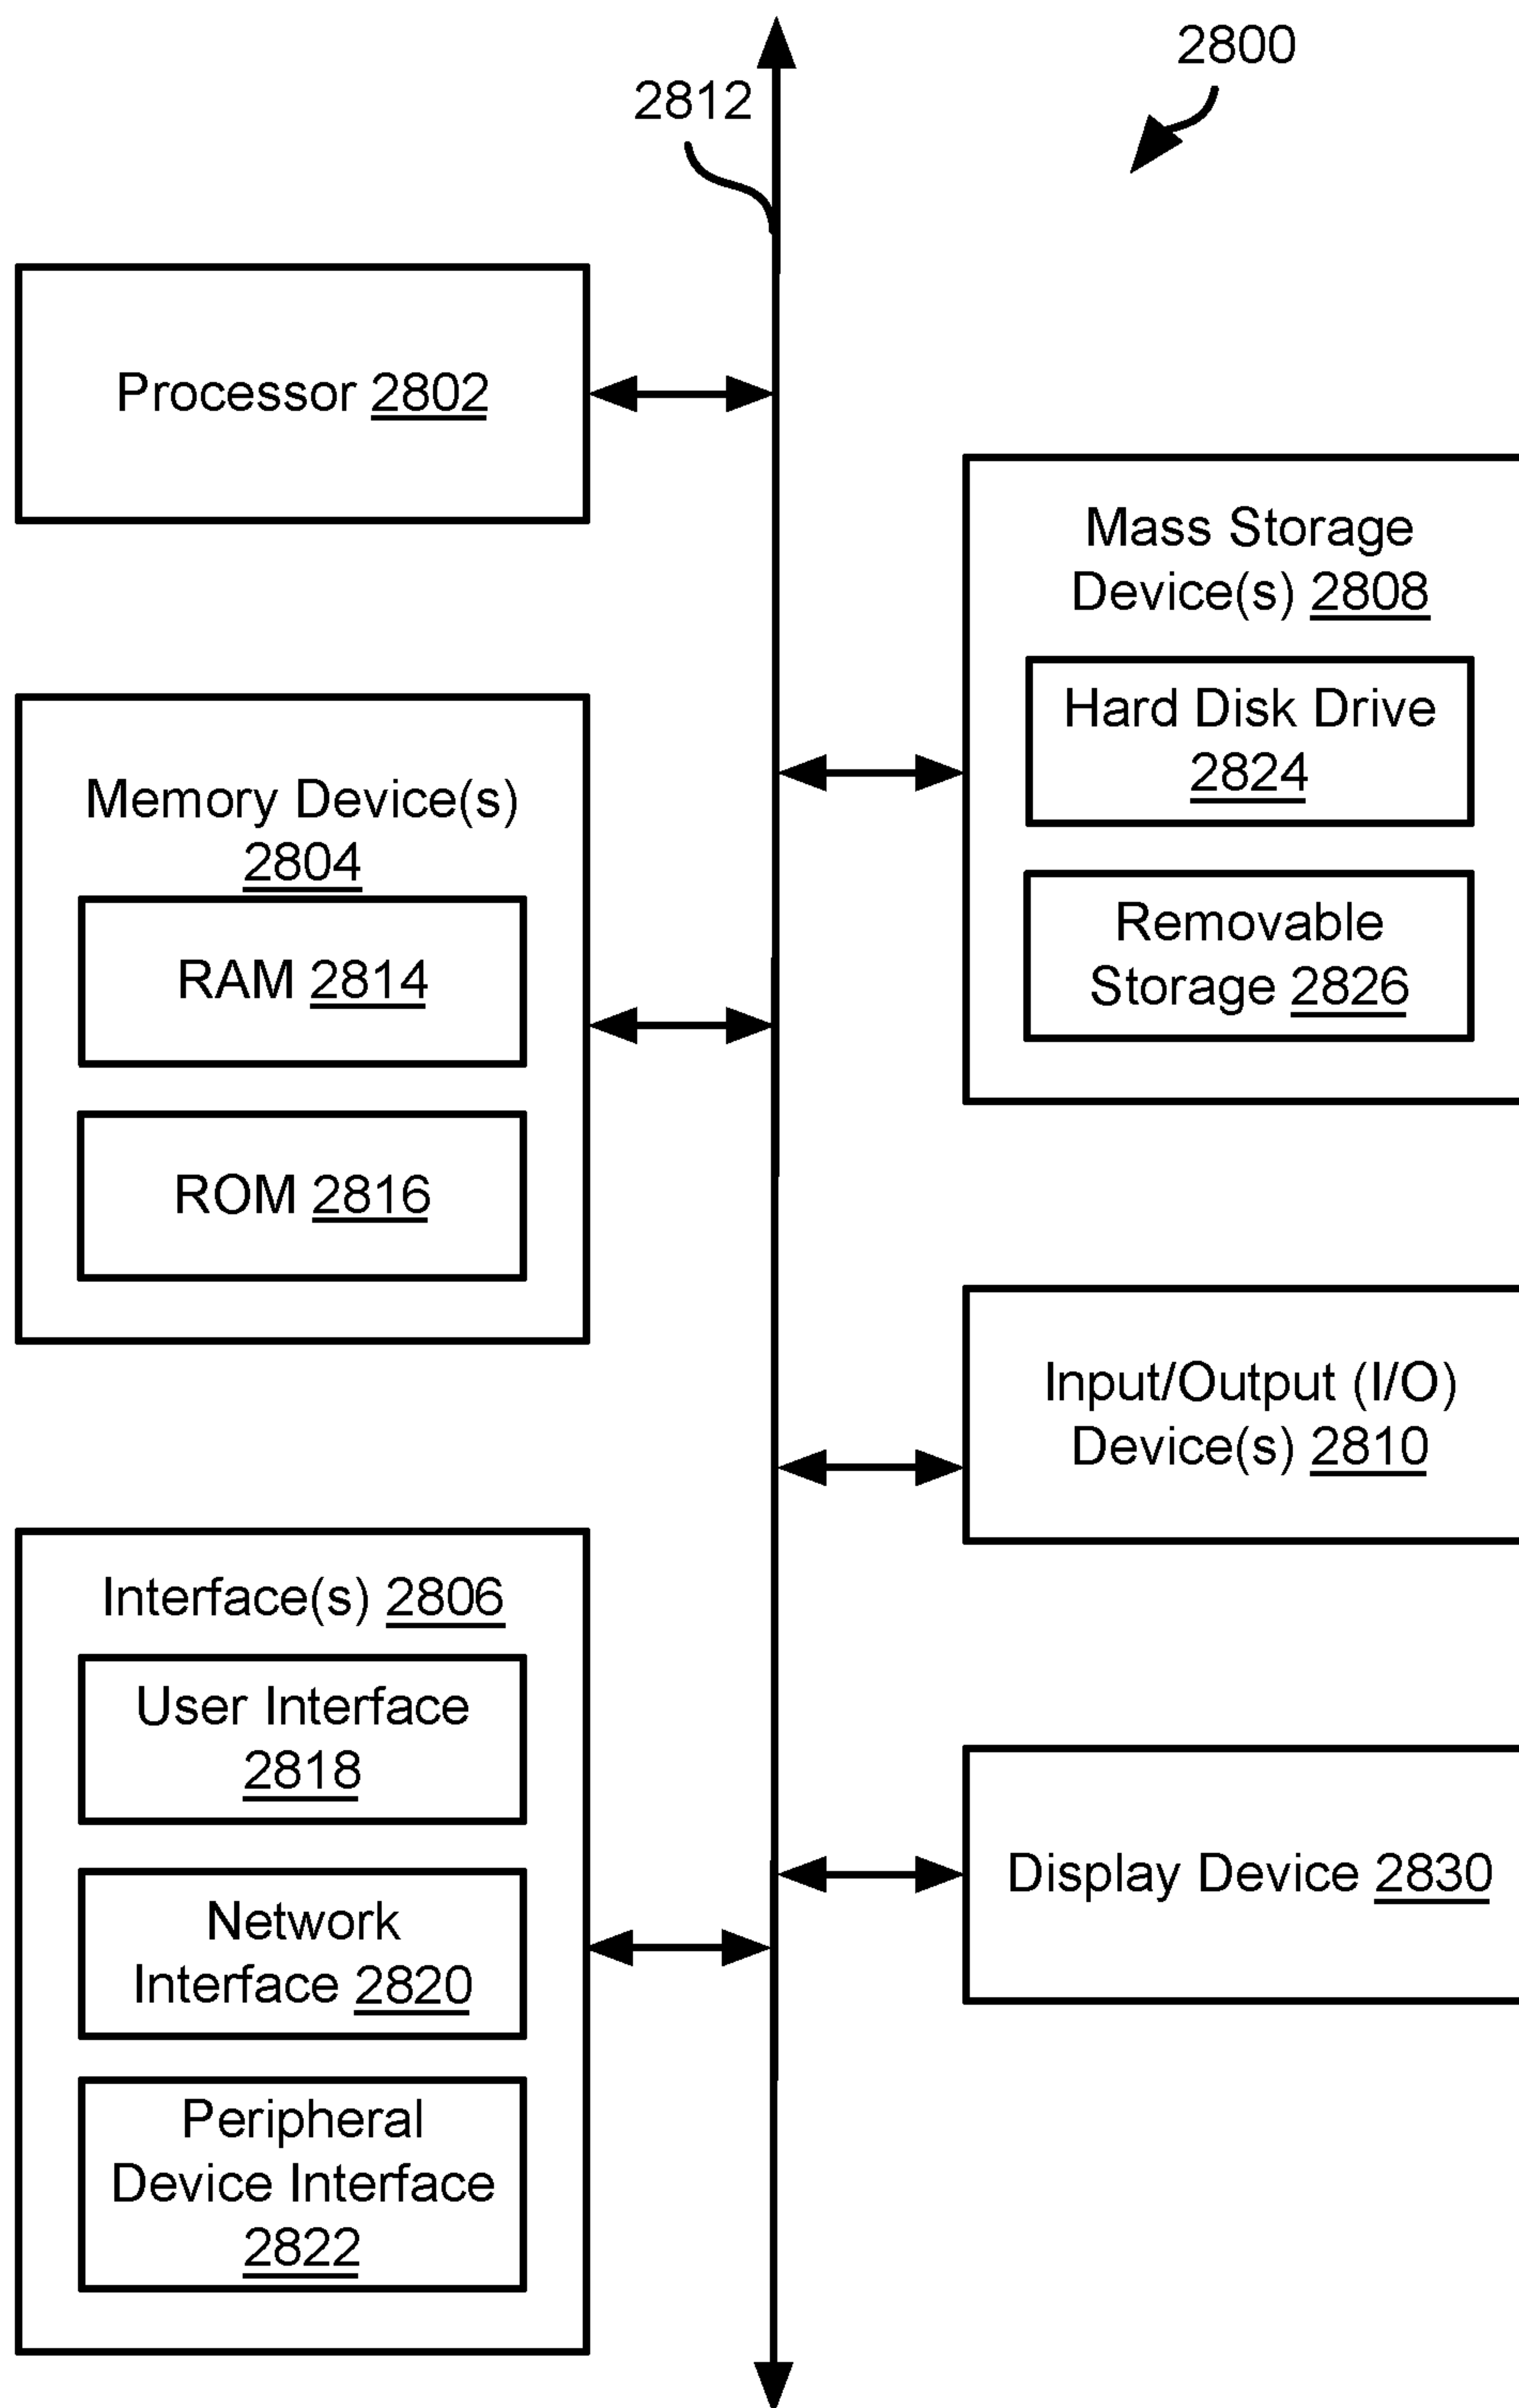 2800
2812
Processor 2802
Mass Storage
Device(s) 2808
Hard Disk Drive
2824
Removable
Storage 2826
Memory Device(s)
2804
RAM 2814
ROM 2816
Input/Output (I/O)
Device(s) 2810
Interface(s) 2806
User Interface
2818
Network
Interface 2820
Peripheral
Device Interface
2822
Display Device 2830